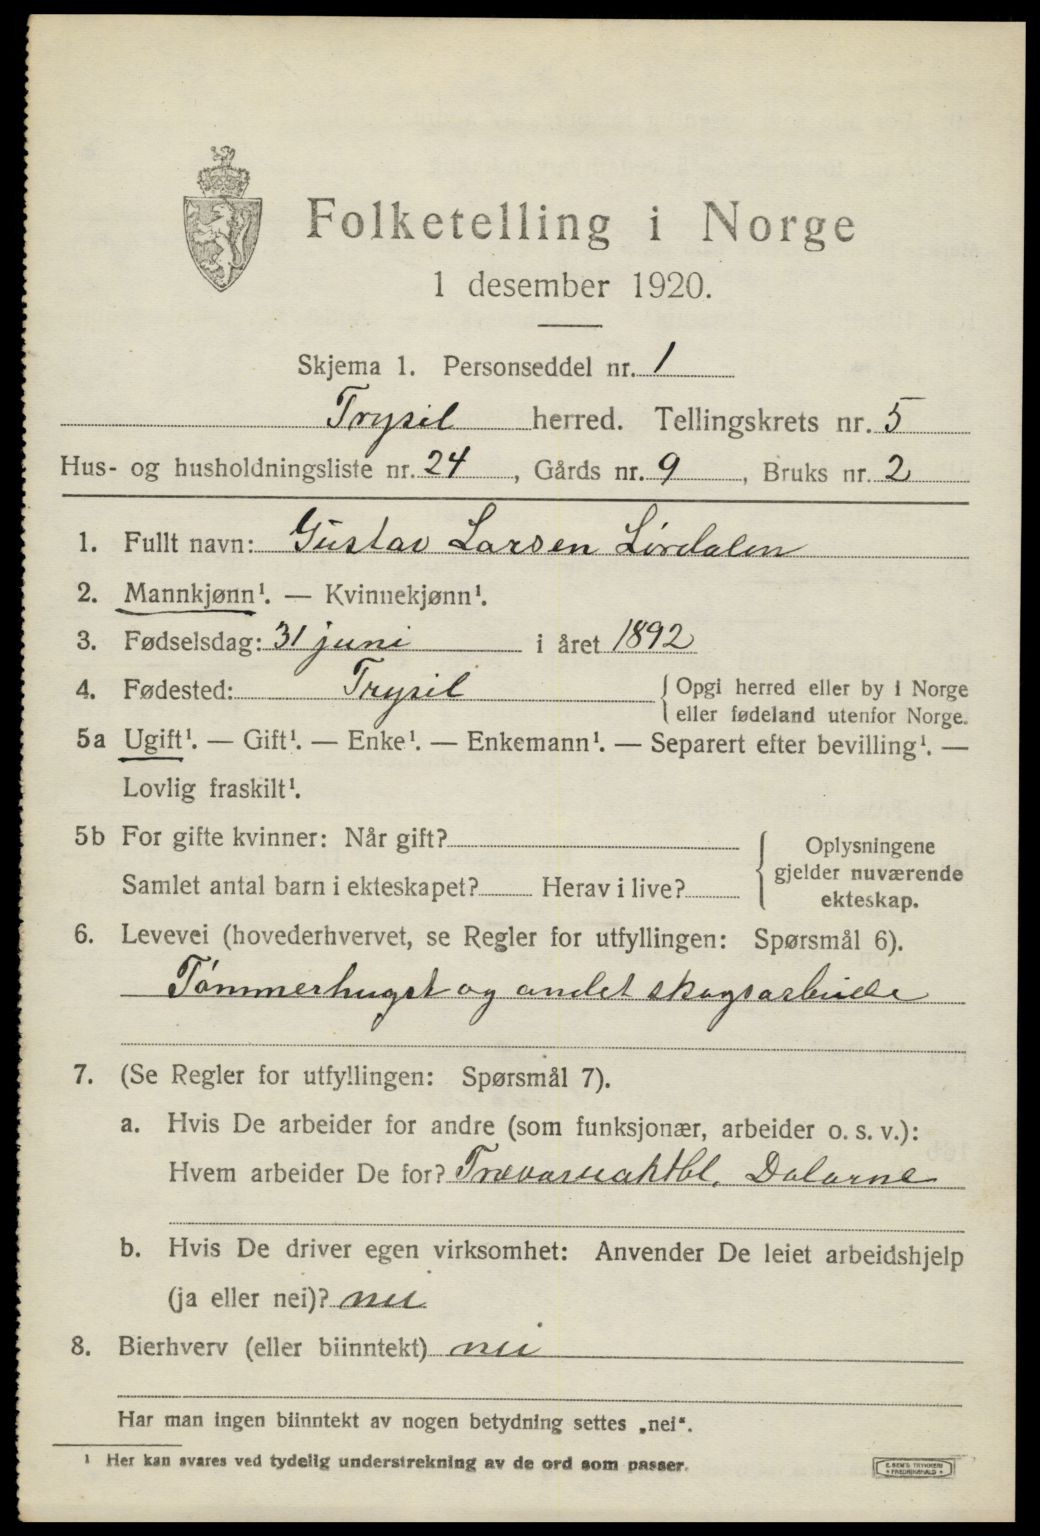 Folketelling i Norge
1 desember 1920.
Skjema 1. Personseddel nr. 1
Trysil herred. Tellingskrets nr. 5
Hus- og husholdningsliste nr. 24, Gårds nr. 9, Bruks nr. 2
1. Fullt navn: Gustav Larsen Lørdalen
2. Mannkjønn¹. — Kvinnekjønn¹.
3. Fødselsdag: 31 juni i året 1892
4. Fødested: Trysil { Opgi herred eller by i Norge
eller fødeland utenfor Norge.
5a Ugift¹. — Gift¹. — Enke¹. — Enkemann¹. — Separert efter bevilling¹. —
Lovlig fraskilt¹.
5b For gifte kvinner: Når gift?
Samlet antal barn i ekteskapet? Herav i live?
{ Oplysningene
gjelder nuværende
ekteskap.
6. Levevei (hovederhvervet, se Regler for utfyllingen: Spørsmål 6).
Tømmerhugst og andet skogsarbeide
7. (Se Regler for utfyllingen: Spørsmål 7).
a. Hvis De arbeider for andre (som funksjonær, arbeider o. s. v.):
Hvem arbeider De for? Trævareaktbl. Dalarne
b. Hvis De driver egen virksomhet: Anvender De leiet arbeidshjelp
(ja eller nei)? nei
8. Bierhverv (eller biinntekt) nei
Har man ingen biinntekt av nogen betydning settes „nei“.
¹ Her kan svares ved tydelig understrekning av de ord som passer.
E. SEM'S TRYKKERI
• FREDRIKSHALD •